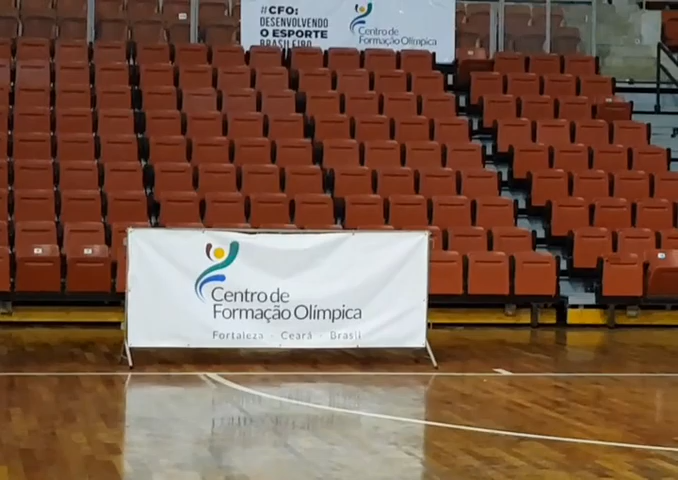 #CFO:
DESENVOLVENDO
O ESPORTE
BRASILEIRO
Centro de
Formação Olímpica
Centro de
Formação Olímpica
Fortaleza - Ceará - Brasil